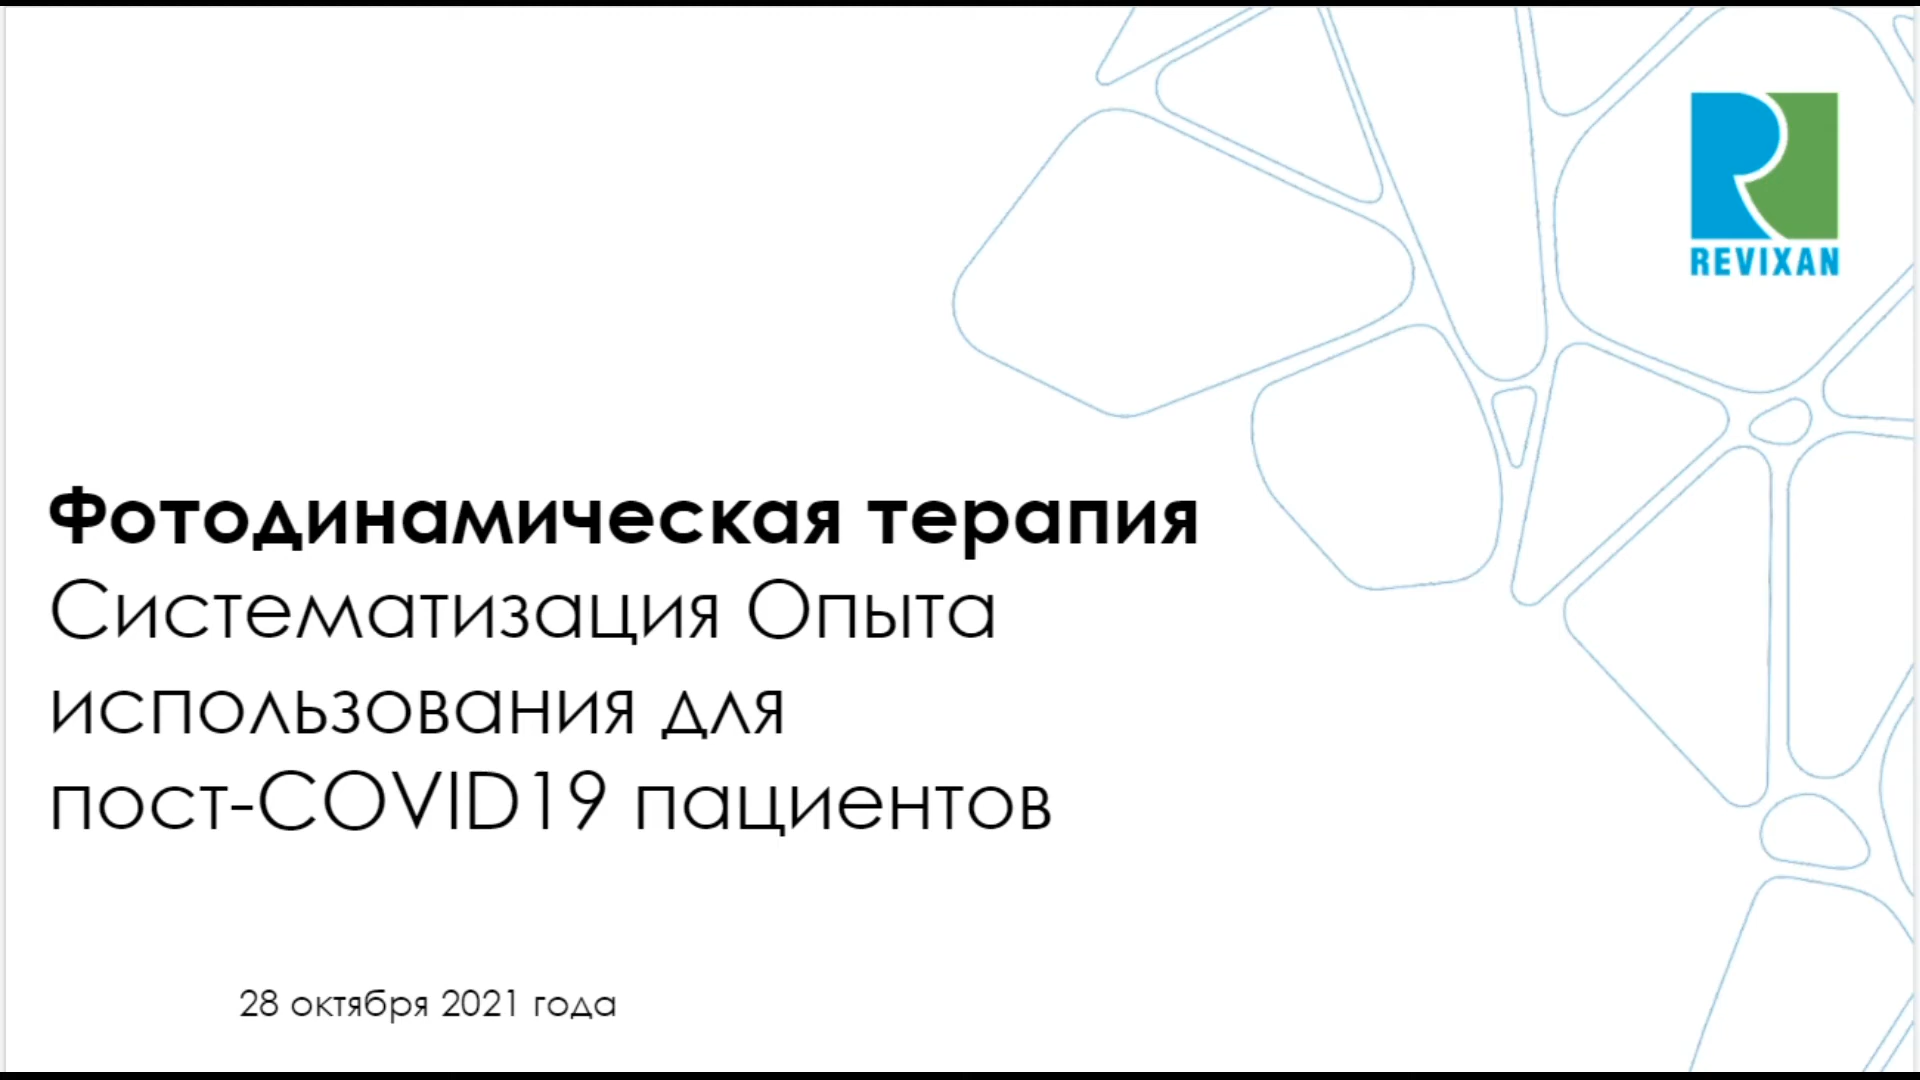 REVIXAN
Фотодинамическая терапия
Систематизация Опыта
использования для
пост-COVID19 пациентов
28 октября 2021 года